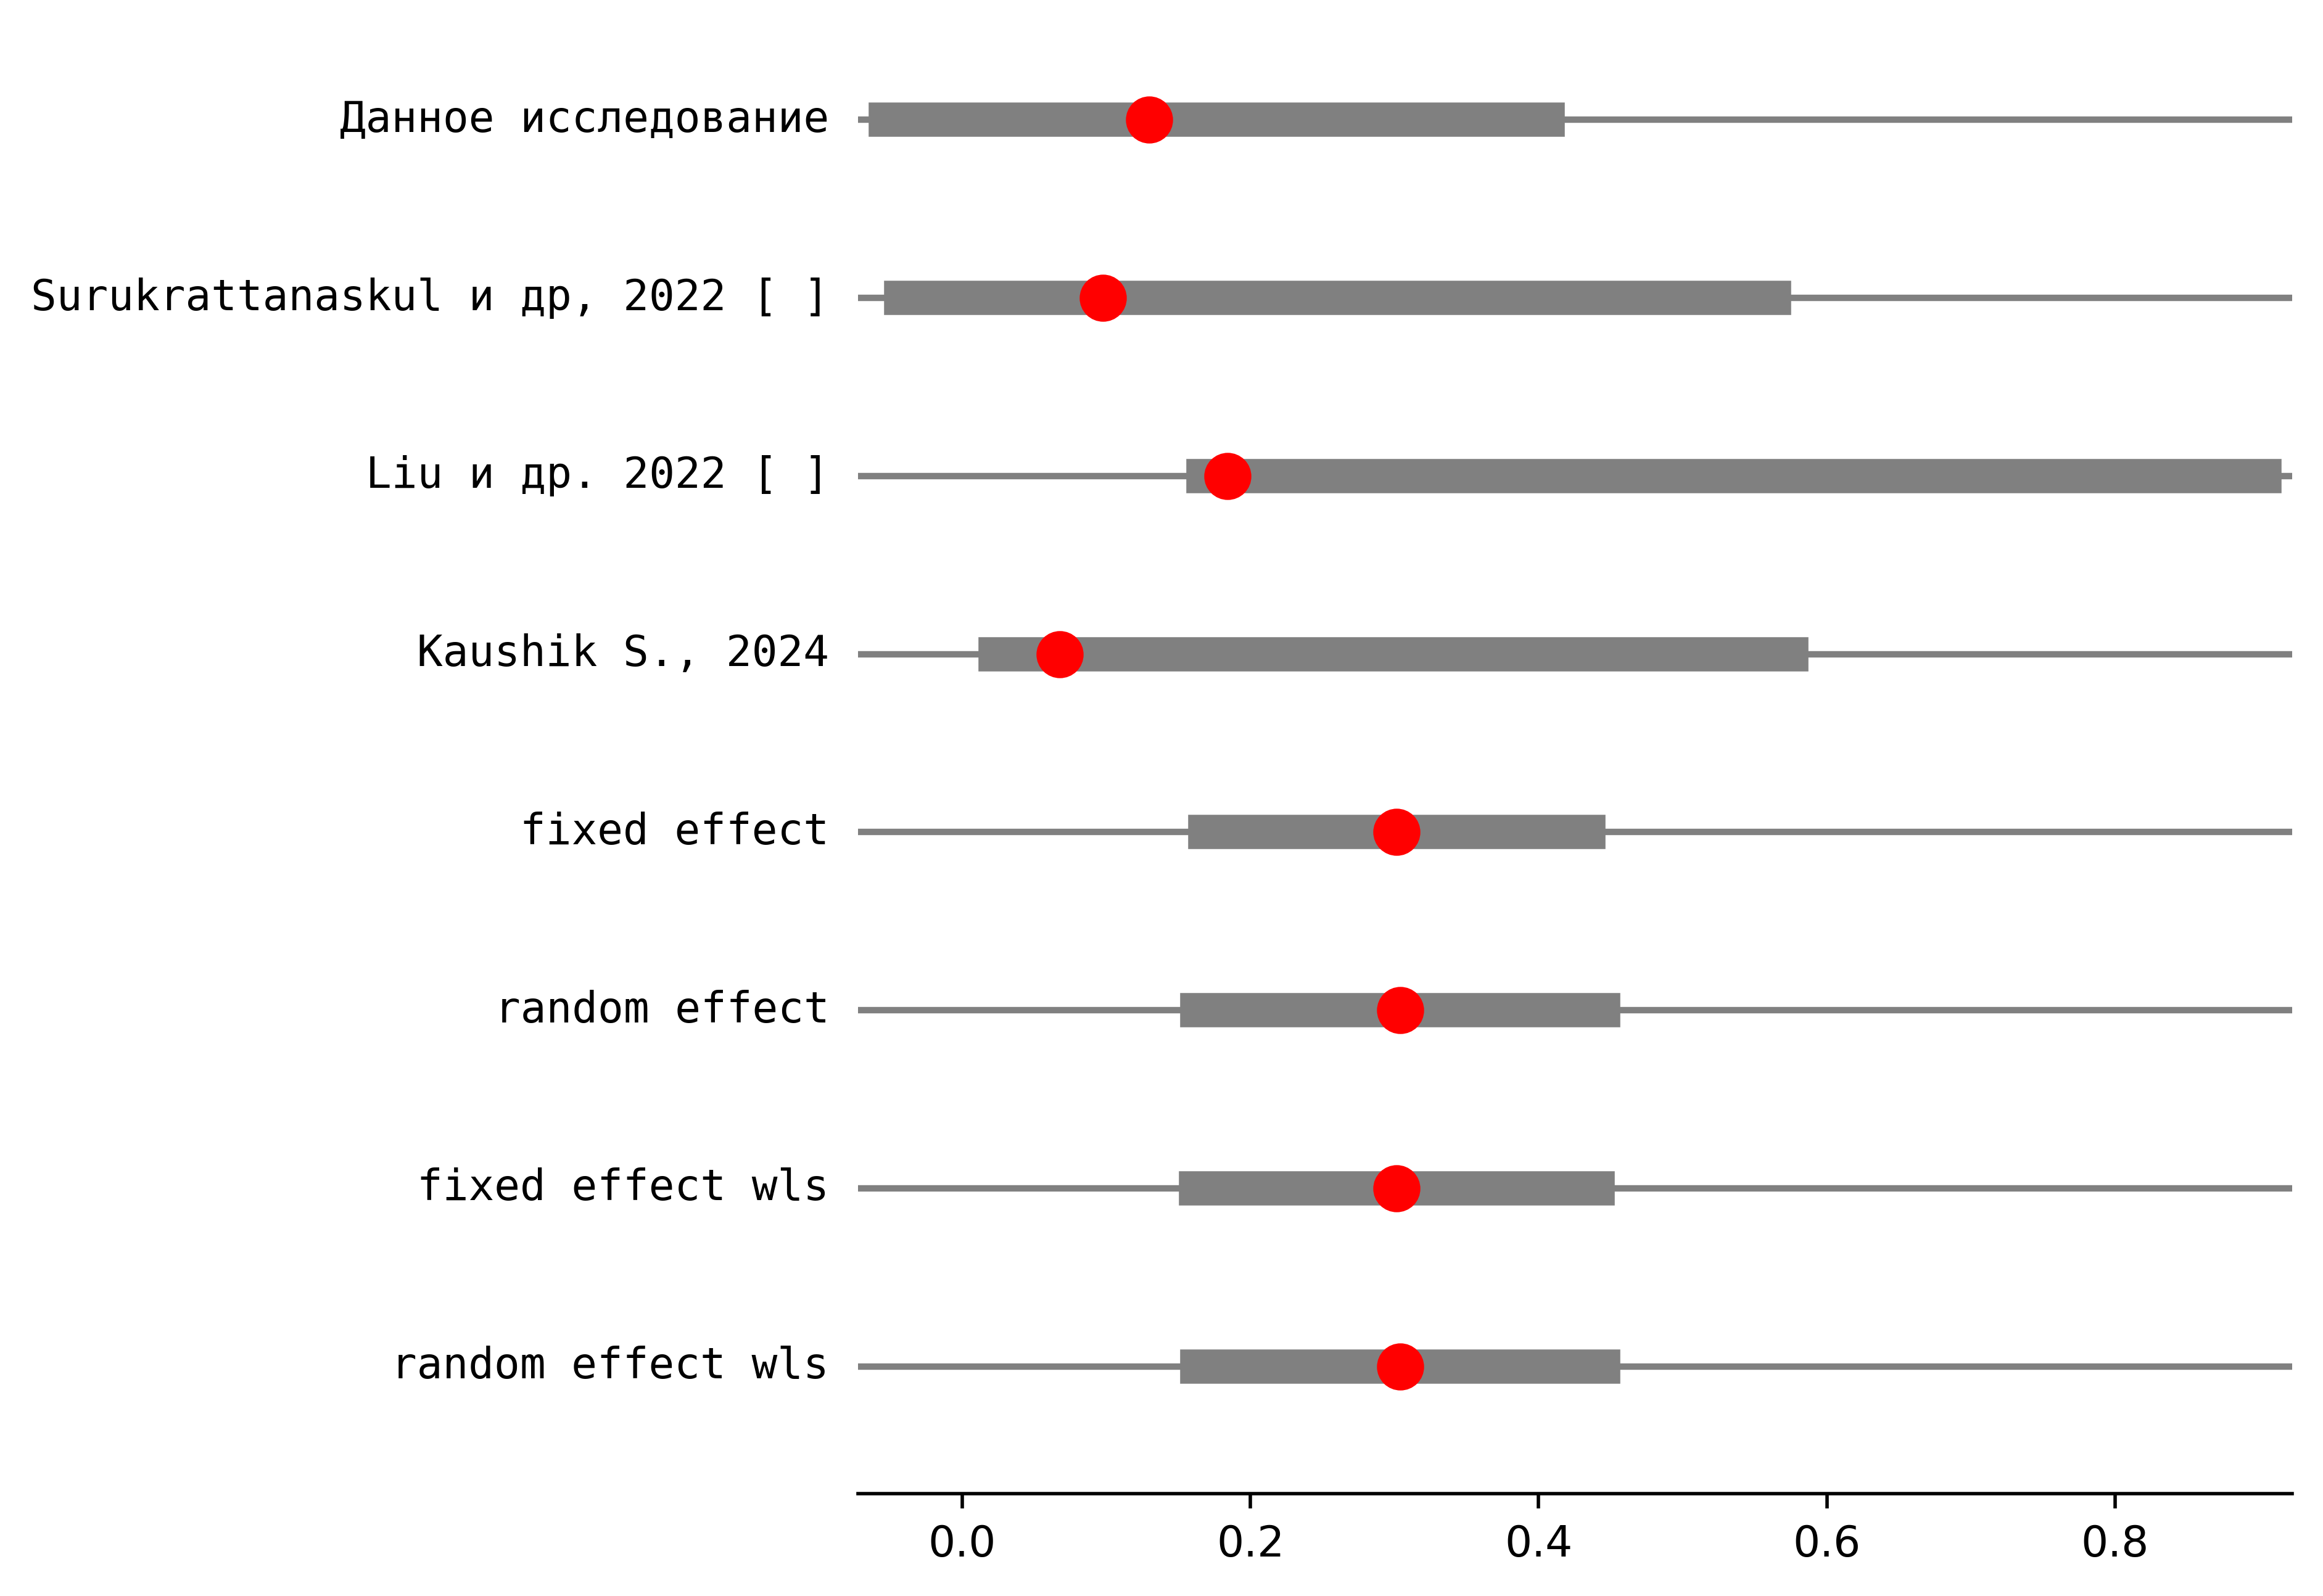 Данное исследование
Surukrattanaskul и др, 2022 [ ]
Liu и др. 2022 [ ]
Kaushik S., 2024
fixed effect
random effect
fixed effect wls
random effect wls
0.0 0.2 0.4 0.6 0.8